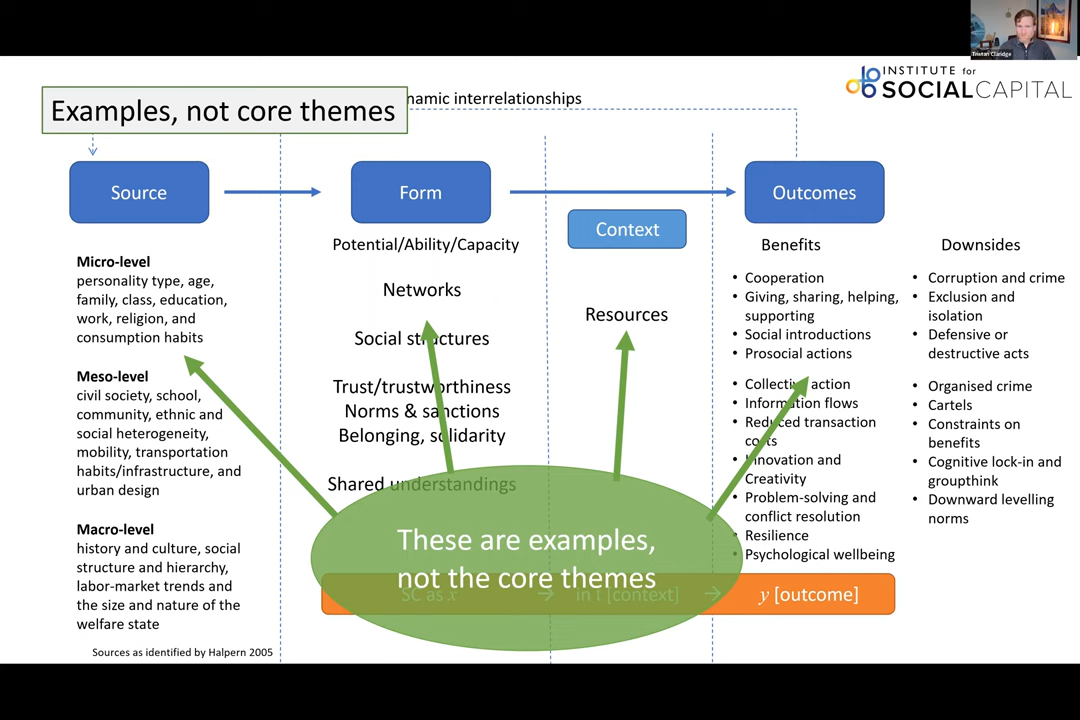 Tristan Claridge
INSTITUTE for
SOCIALCAPITAL
Examples, not core themes
namic interrelationships
Source
Form
Context
Outcomes
Micro-level
personality type, age,
family, class, education,
work, religion, and
consumption habits
Meso-level
civil society, school,
community, ethnic and
social heterogeneity,
mobility, transportation
habits/infrastructure, and
urban design
Macro-level
history and culture, social
structure and hierarchy,
labor-market trends and
the size and nature of the
welfare state
Sources as identified by Halpern 2005
Potential/Ability/Capacity
Networks
Social structures
Trust/trustworthiness
Norms & sanctions
Belonging, solidarity
Shared understandings
Resources
Benefits
• Cooperation
• Giving, sharing, helping,
supporting
• Social introductions
• Prosocial actions
• Collective action
• Information flows
• Reduced transaction
costs
• Innovation and
Creativity
• Problem-solving and
conflict resolution
• Resilience
• Psychological wellbeing
Downsides
• Corruption and crime
• Exclusion and
isolation
• Defensive or
destructive acts
• Organised crime
• Cartels
• Constraints on
benefits
• Cognitive lock-in and
groupthink
• Downward levelling
norms
These are examples,
not the core themes
SC as x → in t [context] → y [outcome]